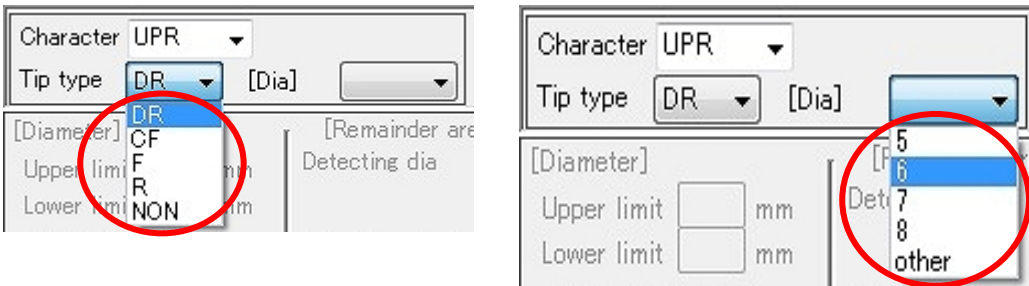 Character UPR
Tip type DR [Dia]
DR
CF
F
R
NON
[Diameter]
Upper limi mm
Lower limi mm
[Remainder are
Detecting dia
Character UPR
Tip type DR [Dia]
5
6
7
8
other
[Diameter]
Upper limit mm
Lower limit mm
Det